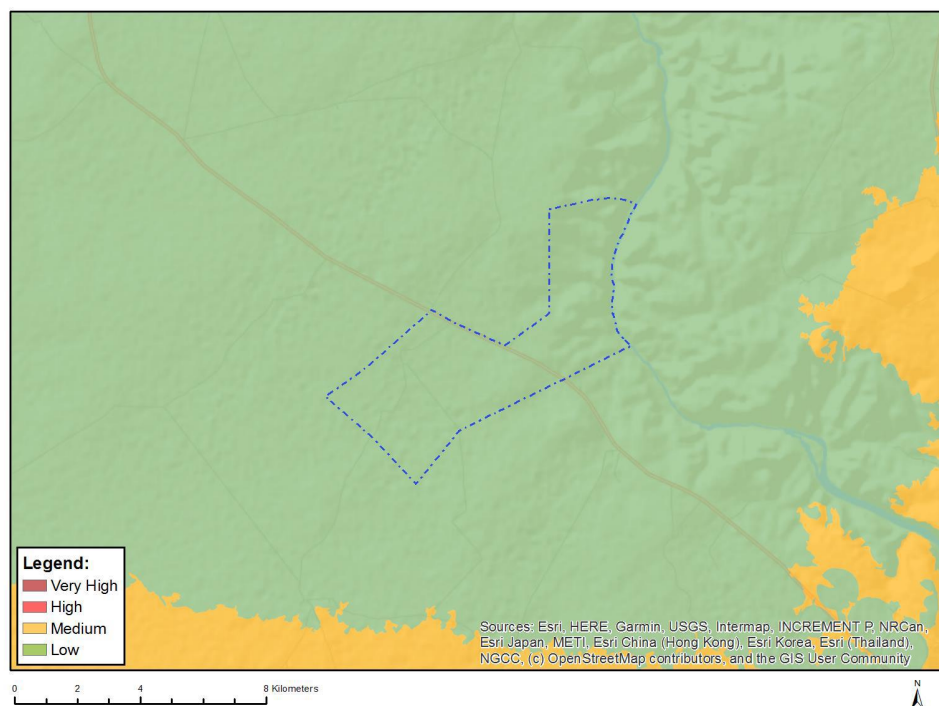 Legend:
Very High
High
Medium
Low
Sources: Esri, HERE, Garmin, USGS, Intermap, INCREMENT P, NRCan,
Esri Japan, METI, Esri China (Hong Kong), Esri Korea, Esri (Thailand),
NGCC, (c) OpenStreetMap contributors, and the GIS User Community
0 2 4 8 Kilometers
N